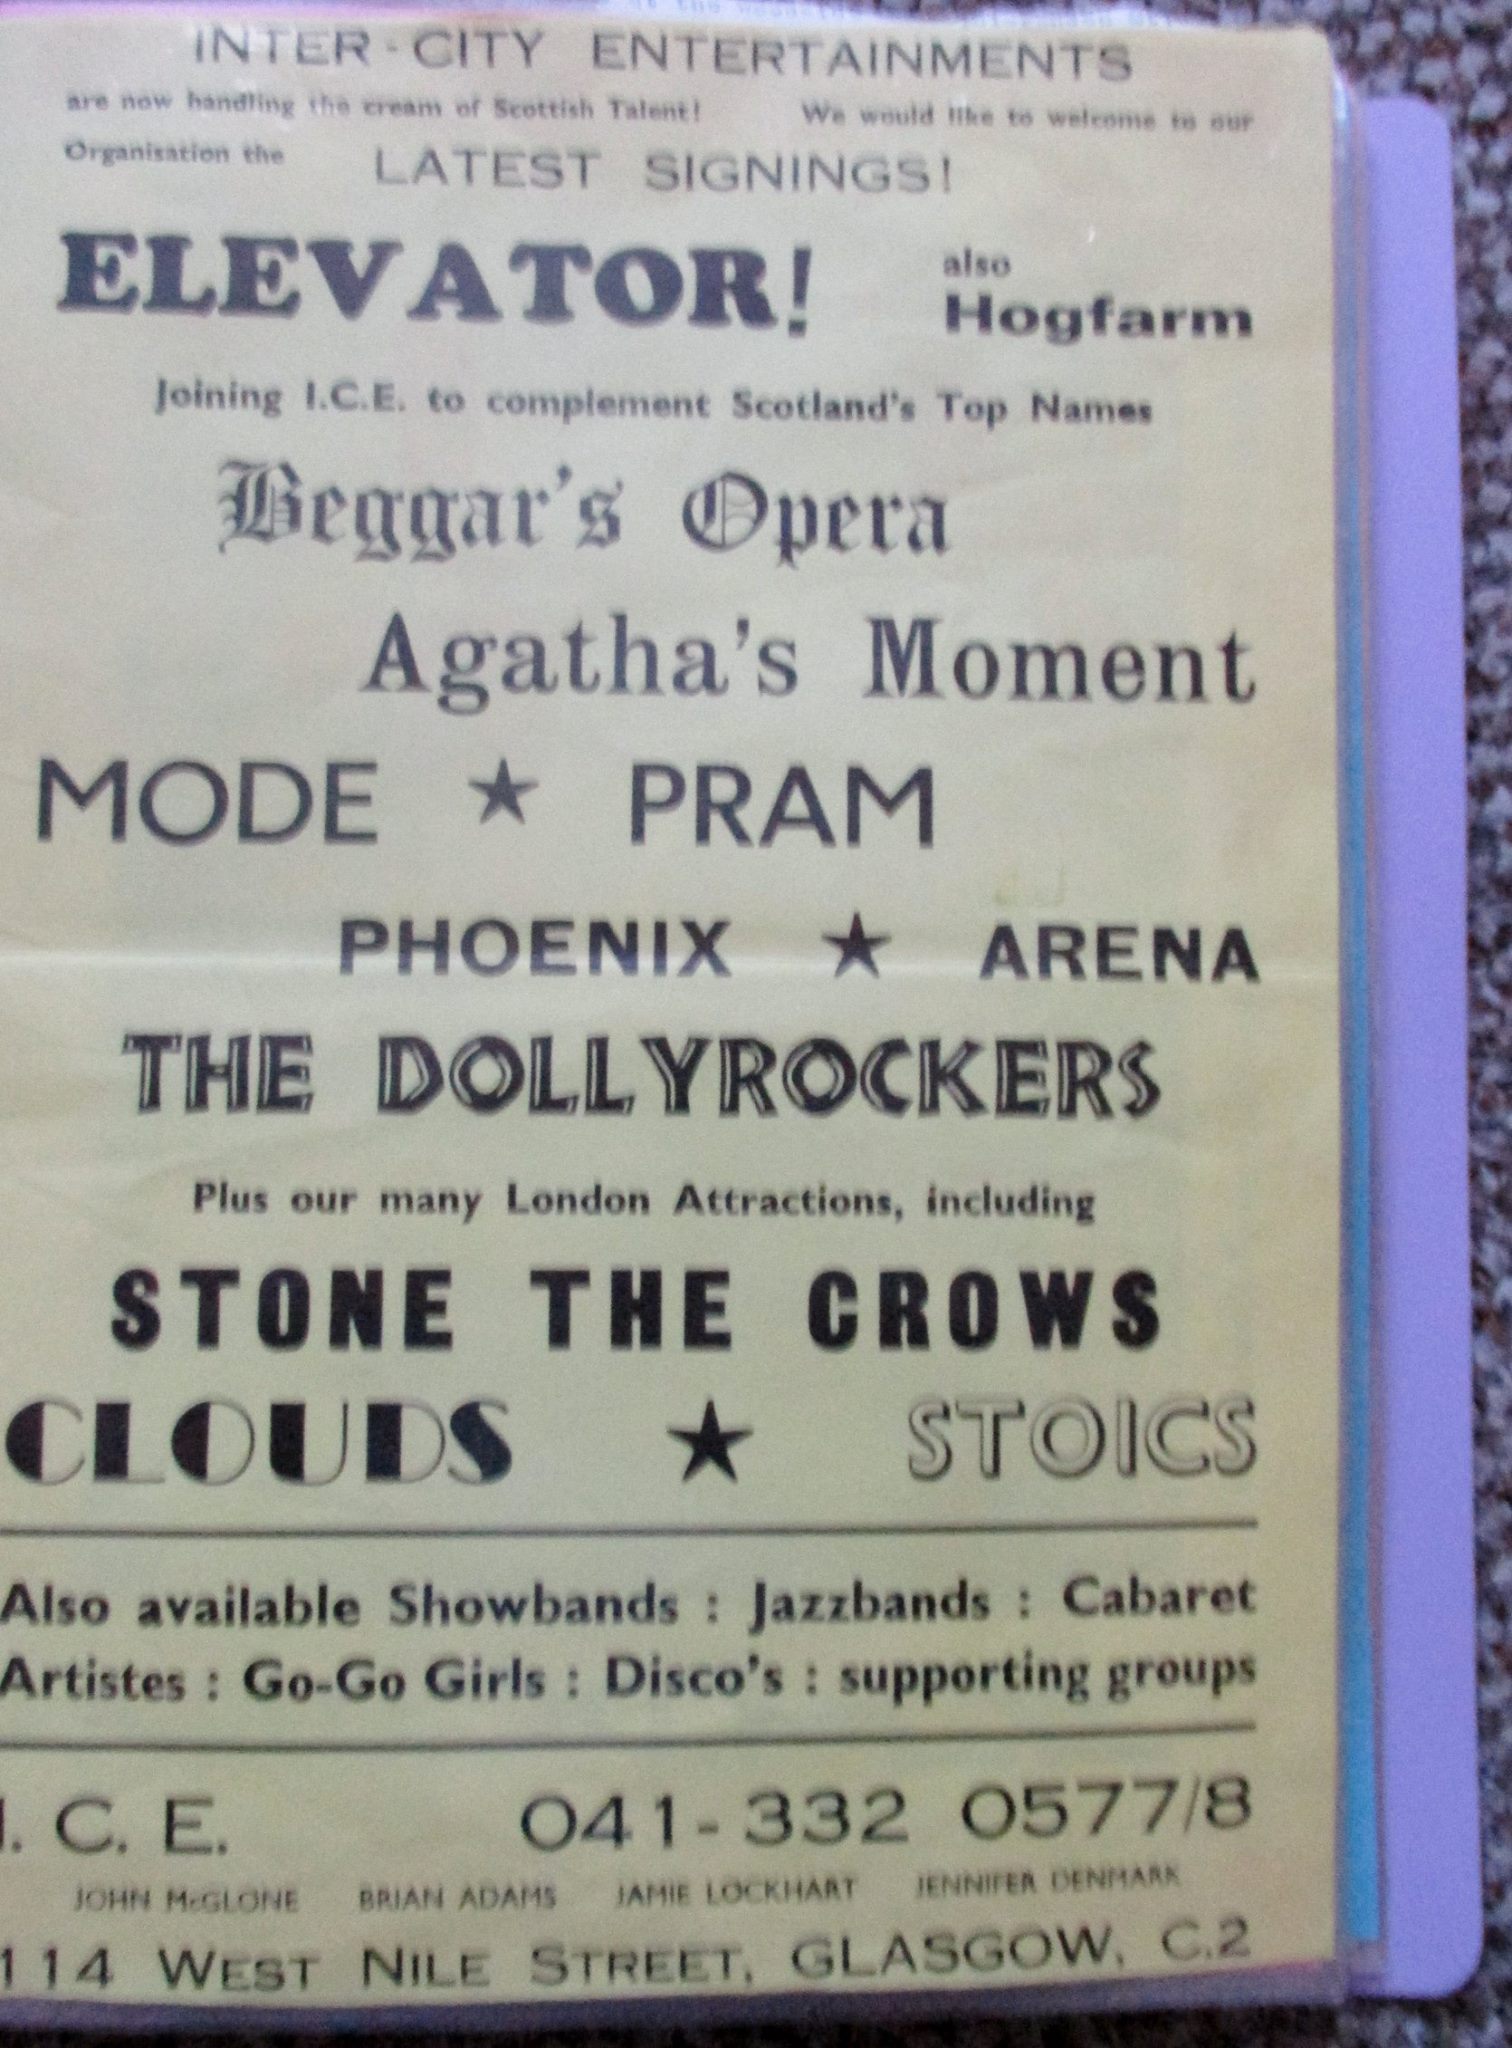 INTER-CITY ENTERTAINMENTS
are now handling the cream of Scottish Talent! We would like to welcome to our
Organisation the LATEST SIGNINGS!
ELEVATOR! also Hogfarm
Joining I.C.E. to complement Scotland's Top Names
Beggar's Opera
Agatha's Moment
MODE ★ PRAM
PHOENIX ★ ARENA
THE DOLLYROCKERS
Plus our many London Attractions, including
STONE THE CROWS
CLOUDS ★ STOICS
Also available Showbands : Jazzbands : Cabaret
Artistes : Go-Go Girls : Disco's : supporting groups
I. C. E. 041-332 0577/8
JOHN McGLONE BRIAN ADAMS JAMIE LOCKHART JENNIFER DENMARK
114 WEST NILE STREET, GLASGOW, C.2